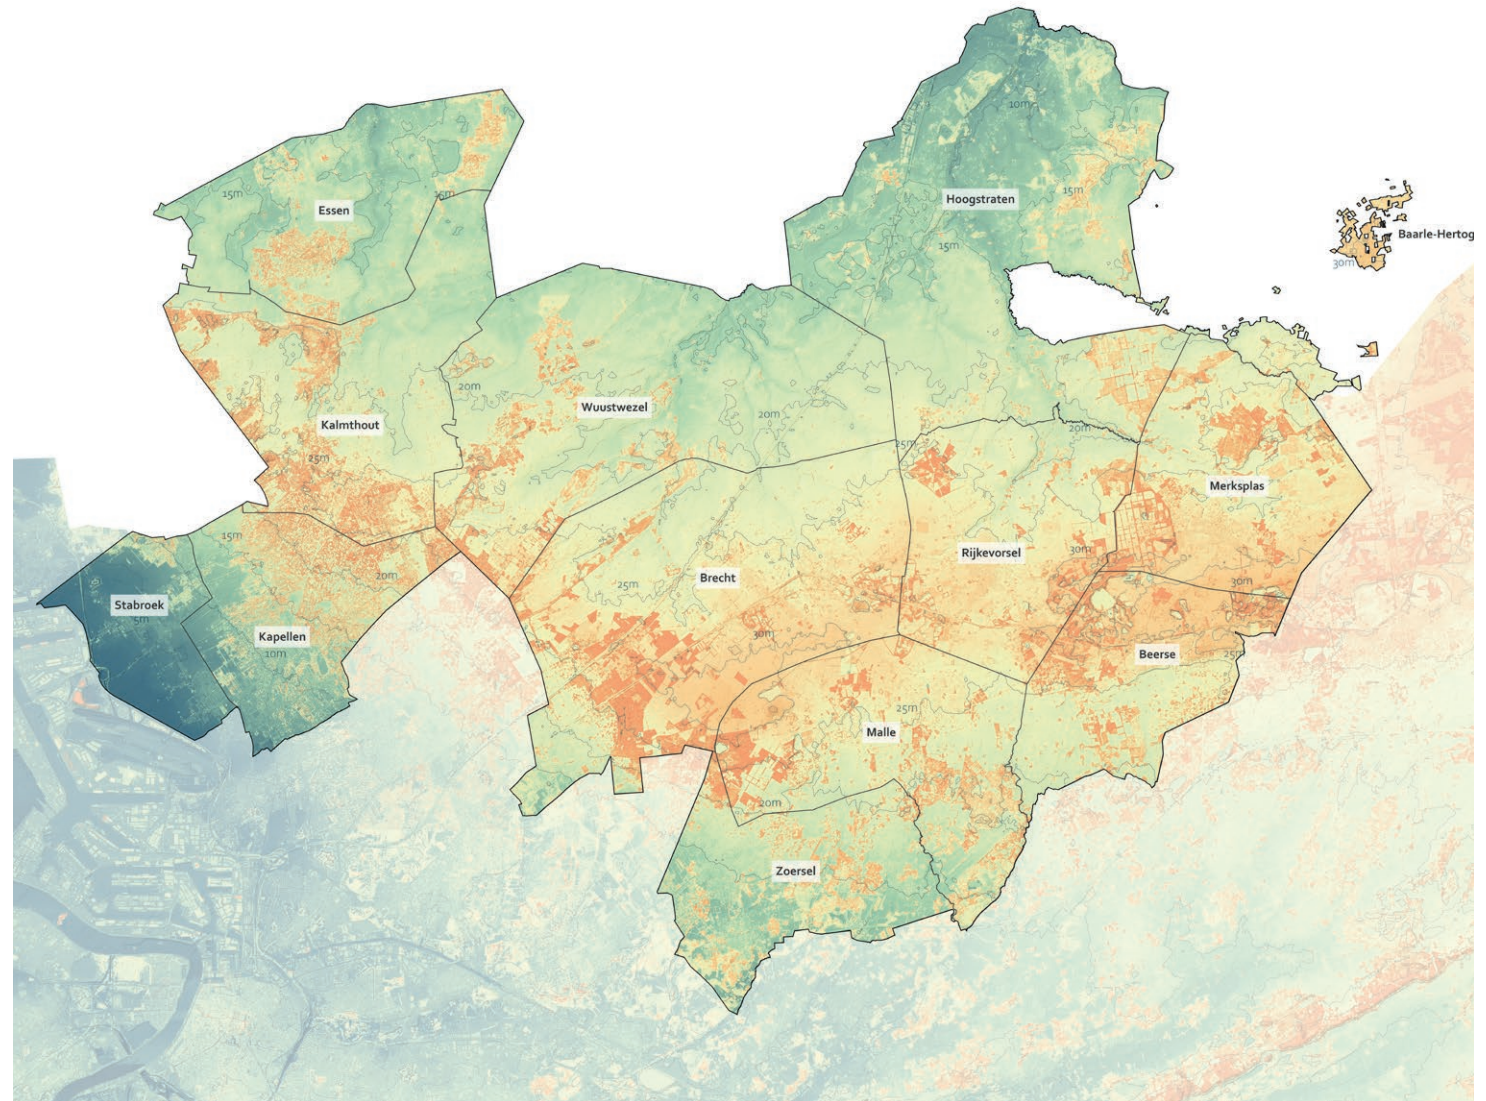 10m
15m
15m
15m
Essen
Hoogstraten
Baarle-Hertog
15m
30m
20m
Wuustwezel
20m
Kalmthout
20m
25m
25m
Merksplas
15m
Rijkevorsel
30m
20m
Brecht
25m
30m
Stabroek
5m
Kapellen
30m
10m
Beerse
25m
25m
Malle
20m
Zoersel